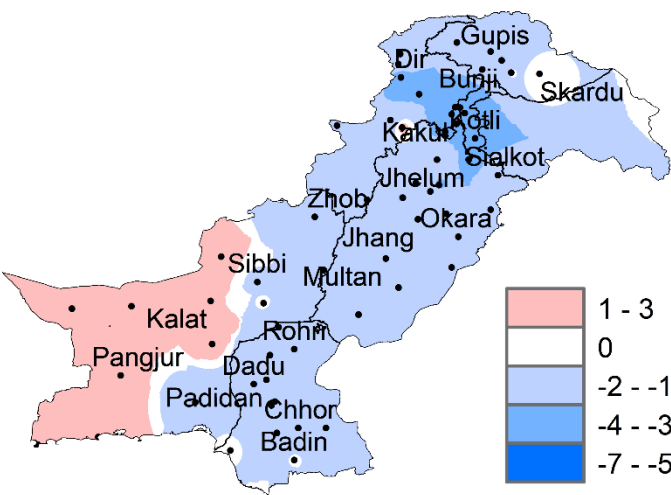 Gupis
Dir
Bunji
Skardu
Kotli
Kakul
Sialkot
Jhelum
Zhob
Okara
Jhang
Sibbi
Multan
Kalat
Rohri
Pangjur
Dadu
Padidan
Chhor
Badin
1 - 3
0
-2 - -1
-4 - -3
-7 - -5